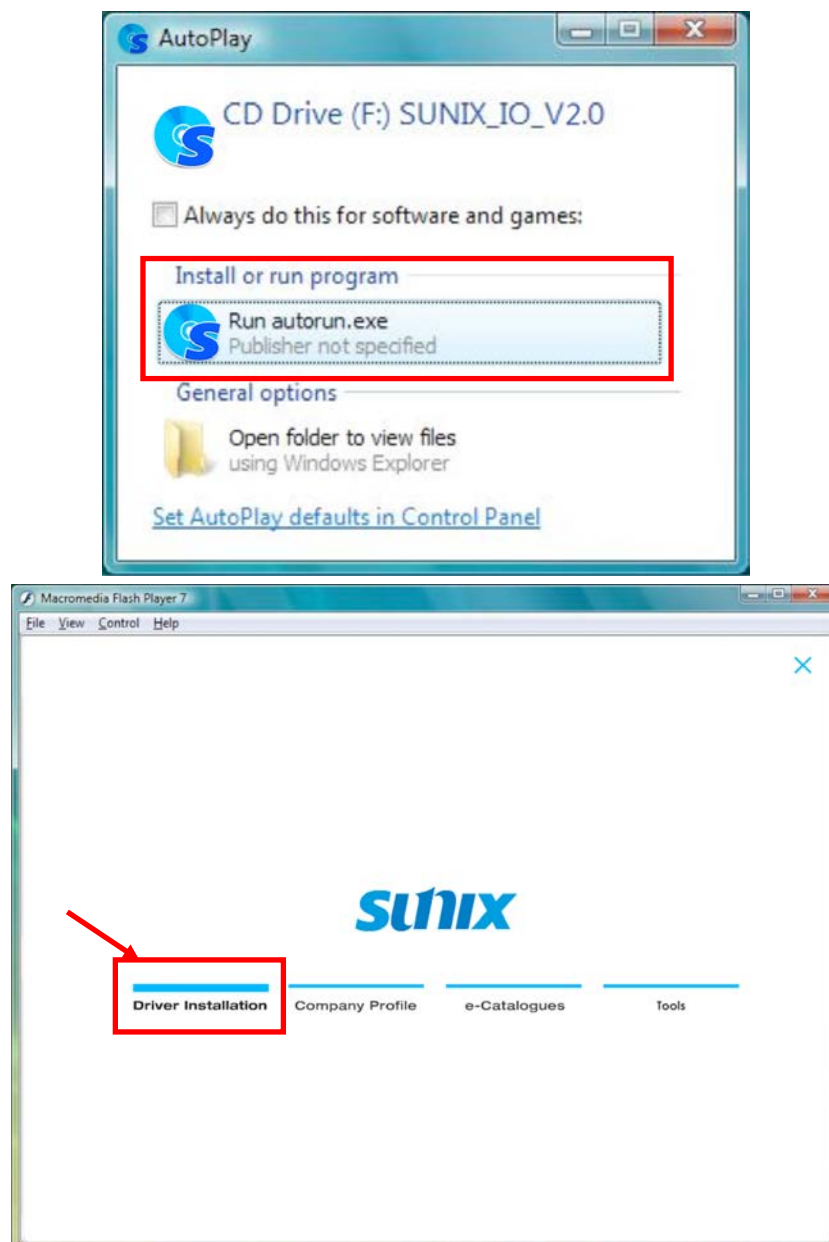 AutoPlay
CD Drive (F:) SUNIX_IO_V2.0
Always do this for software and games:
Install or run program
Run autorun.exe
Publisher not specified
General options
Open folder to view files
using Windows Explorer
Set AutoPlay defaults in Control Panel
Macromedia Flash Player 7
File View Control Help
SUNIX
Driver Installation Company Profile e-Catalogues Tools